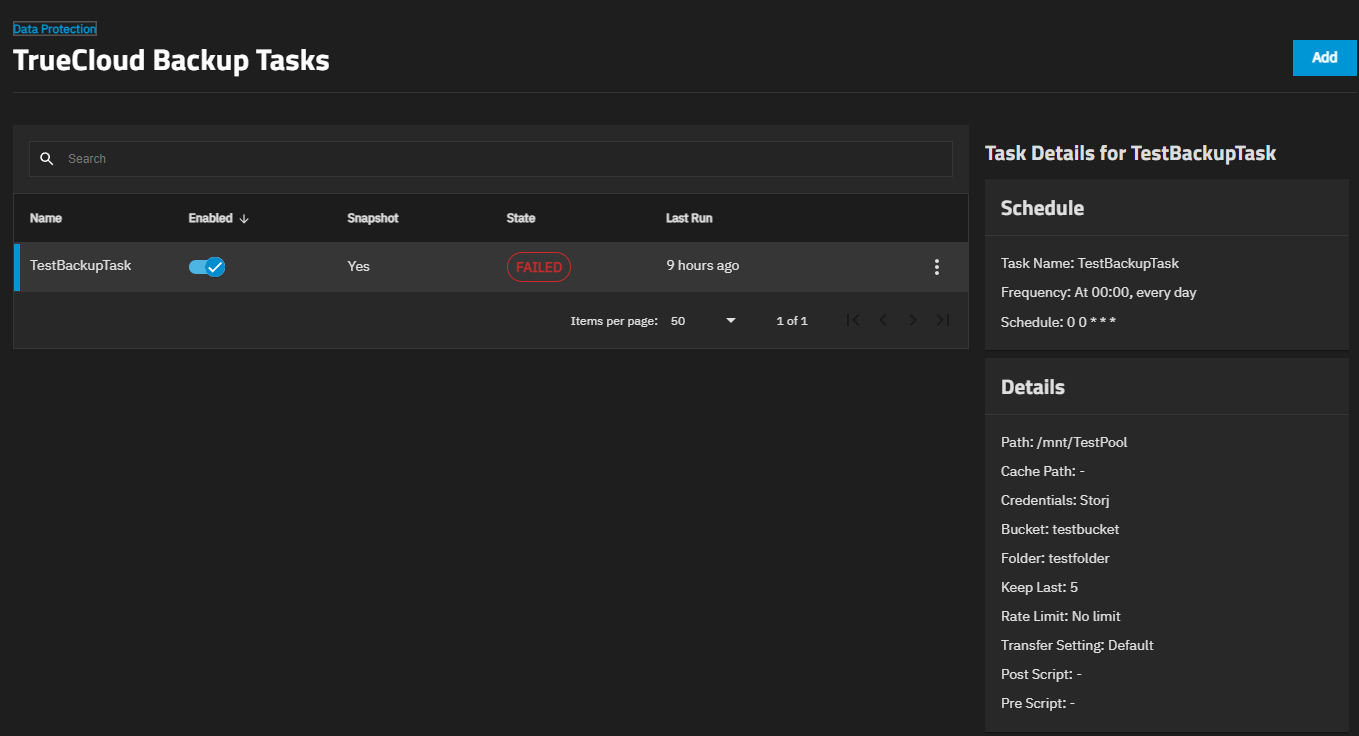 Data Protection
TrueCloud Backup Tasks
Add
Search
Name Enabled Snapshot State Last Run
TestBackupTask Yes FAILED 9 hours ago
Items per page: 50 1 of 1
Task Details for TestBackupTask
Schedule
Task Name: TestBackupTask
Frequency: At 00:00, every day
Schedule: 0 0 * * *
Details
Path: /mnt/TestPool
Cache Path: -
Credentials: Storj
Bucket: testbucket
Folder: testfolder
Keep Last: 5
Rate Limit: No limit
Transfer Setting: Default
Post Script: -
Pre Script: -